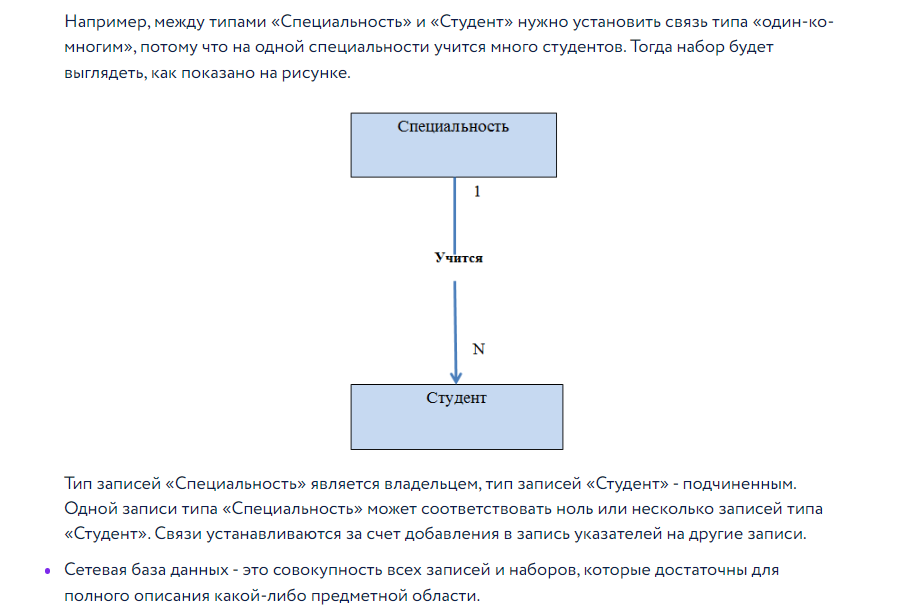 Например, между типами «Специальность» и «Студент» нужно установить связь типа «один-ко-
многим», потому что на одной специальности учится много студентов. Тогда набор будет
выглядеть, как показано на рисунке.
Специальность
1
Учится
N
Студент
Тип записей «Специальность» является владельцем, тип записей «Студент» - подчиненным.
Одной записи типа «Специальность» может соответствовать ноль или несколько записей типа
«Студент». Связи устанавливаются за счет добавления в запись указателей на другие записи.
• Сетевая база данных - это совокупность всех записей и наборов, которые достаточны для
полного описания какой-либо предметной области.